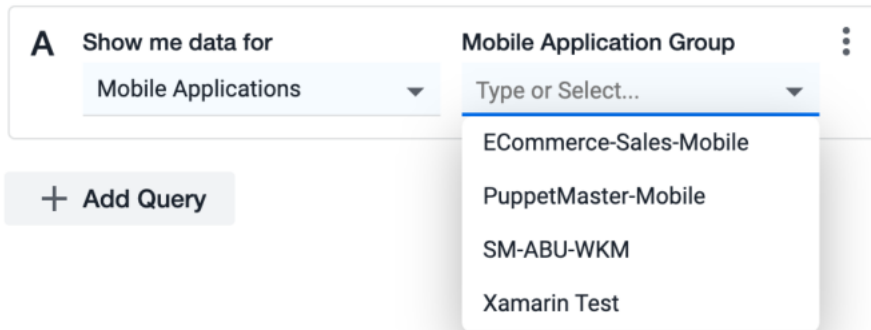 A Show me data for Mobile Application Group
Mobile Applications Type or Select...
ECommerce-Sales-Mobile
PuppetMaster-Mobile
SM-ABU-WKM
Xamarin Test
+ Add Query